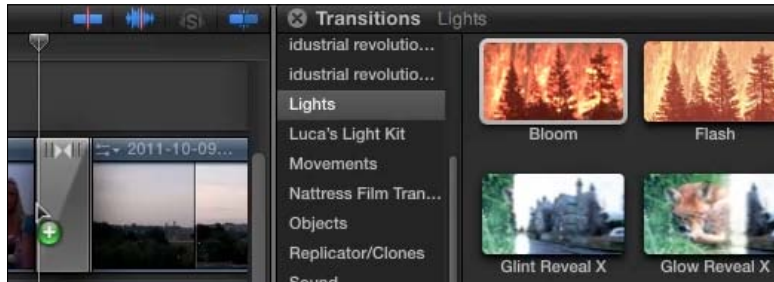 Transitions Lights
idustrial revolutio...
idustrial revolutio...
Lights
Luca's Light Kit
Movements
Nattress Film Tran...
Objects
Replicator/Clones
Sound
2011-10-09...
Bloom
Flash
Glint Reveal X
Glow Reveal X